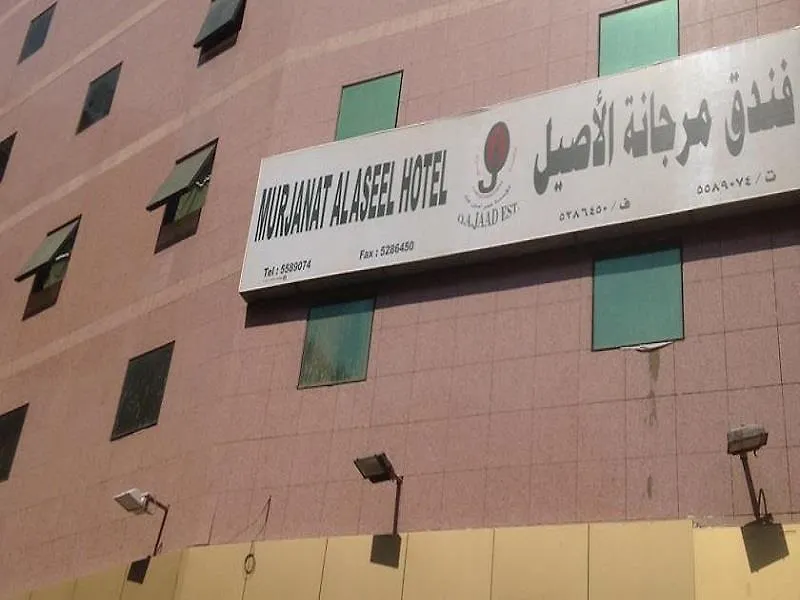 MURJANAT ALASEEL HOTEL
Tel : 5589074
Fax : 5286450
O.A.JAAD EST.
فندق مرجانة الأصيل
ت/ ٥٥٨٩٠٧٤
ف/ ٥٢٨٦٤٥٠